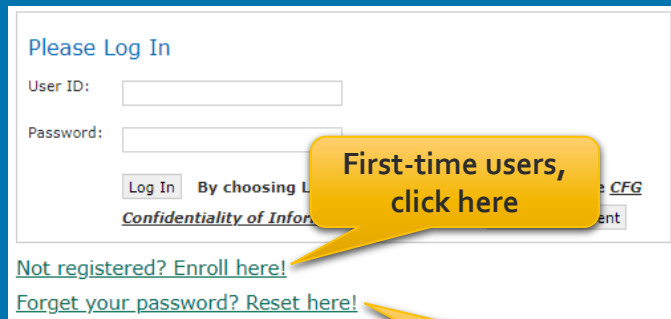 Please Log In
User ID:
Password:
First-time users,
click here
Log In By choosing L CFG
Confidentiality of Infor ent
Not registered? Enroll here!
Forget your password? Reset here!